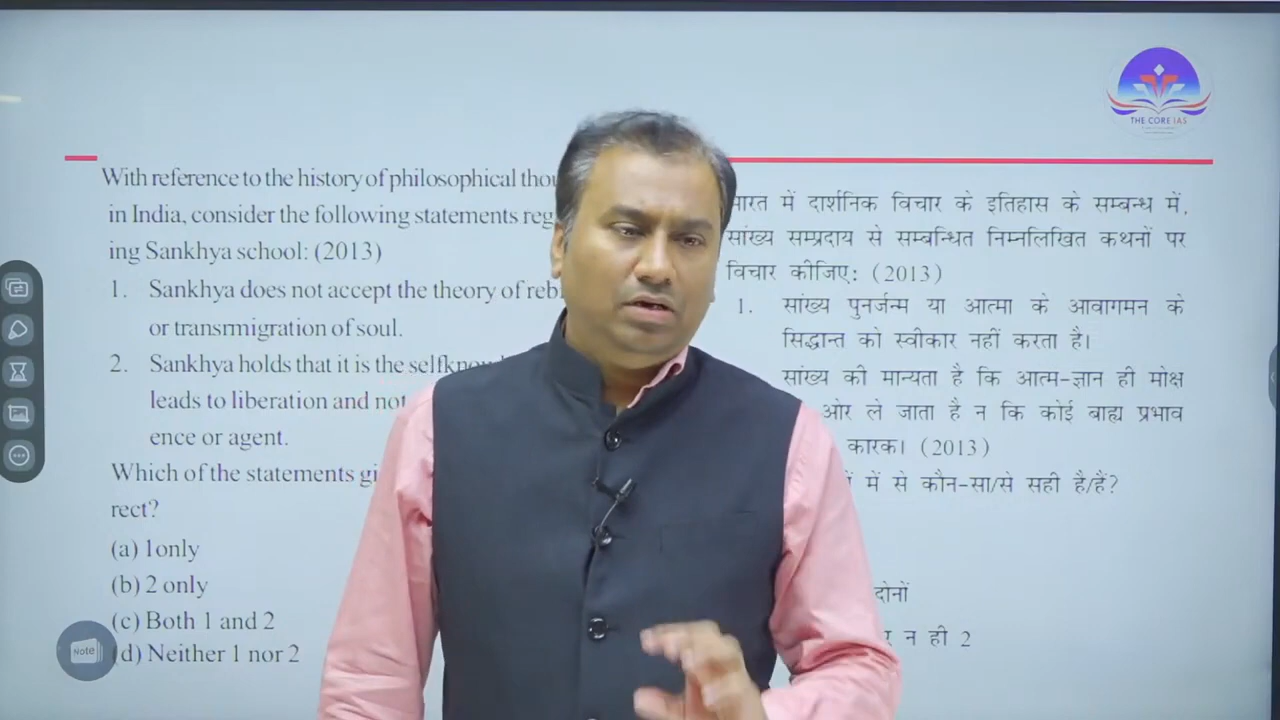 THE CORE IAS
With reference to the history of philosophical thou
in India, consider the following statements reg
ing Sankhya school: (2013)
1. Sankhya does not accept the theory of reb
or transmigration of soul.
2. Sankhya holds that it is the selfknow
leads to liberation and not
ence or agent.
Which of the statements gi
rect?
(a) 1only
(b) 2 only
(c) Both 1 and 2
(d) Neither 1 nor 2
भारत में दार्शनिक विचार के इतिहास के सम्बन्ध में,
सांख्य सम्प्रदाय से सम्बन्धित निम्नलिखित कथनों पर
विचार कीजिए: (2013)
1. सांख्य पुनर्जन्म या आत्मा के आवागमन के
सिद्धान्त को स्वीकार नहीं करता है।
सांख्य की मान्यता है कि आत्म-ज्ञान ही मोक्ष
ओर ले जाता है न कि कोई बाह्य प्रभाव
कारक। (2013)
में से कौन-सा/से सही है/हैं?
दोनों
न ही 2
Note